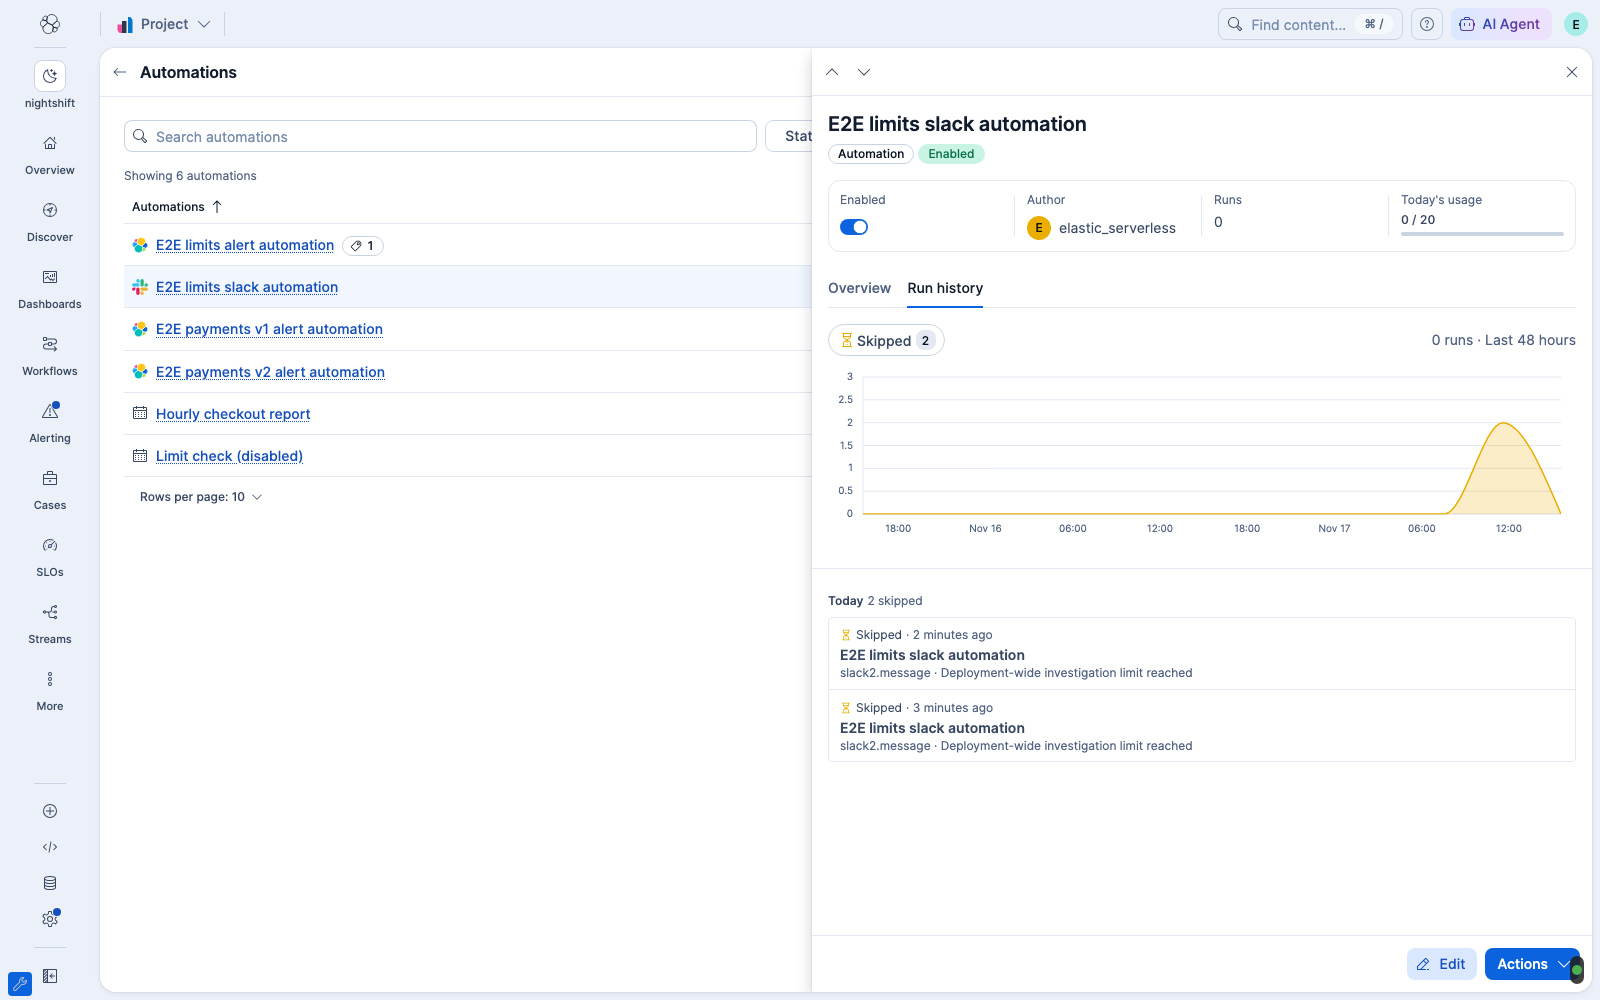 Project
Find content...
⌘ /
AI Agent
E
nightshift
Overview
Discover
Dashboards
Workflows
Alerting
Cases
SLOs
Streams
More
Automations
Search automations
Stat
Showing 6 automations
Automations
E2E limits alert automation
1
E2E limits slack automation
E2E payments v1 alert automation
E2E payments v2 alert automation
Hourly checkout report
Limit check (disabled)
Rows per page: 10
E2E limits slack automation
Automation
Enabled
Enabled
Author
E
elastic_serverless
Runs
0
Today's usage
0 / 20
Overview
Run history
Skipped 2
0 runs · Last 48 hours
3
2.5
2
1.5
1
0.5
0
18:00
Nov 16
06:00
12:00
18:00
Nov 17
06:00
12:00
Today 2 skipped
Skipped · 2 minutes ago
E2E limits slack automation
slack2.message · Deployment-wide investigation limit reached
Skipped · 3 minutes ago
E2E limits slack automation
slack2.message · Deployment-wide investigation limit reached
Edit
Actions